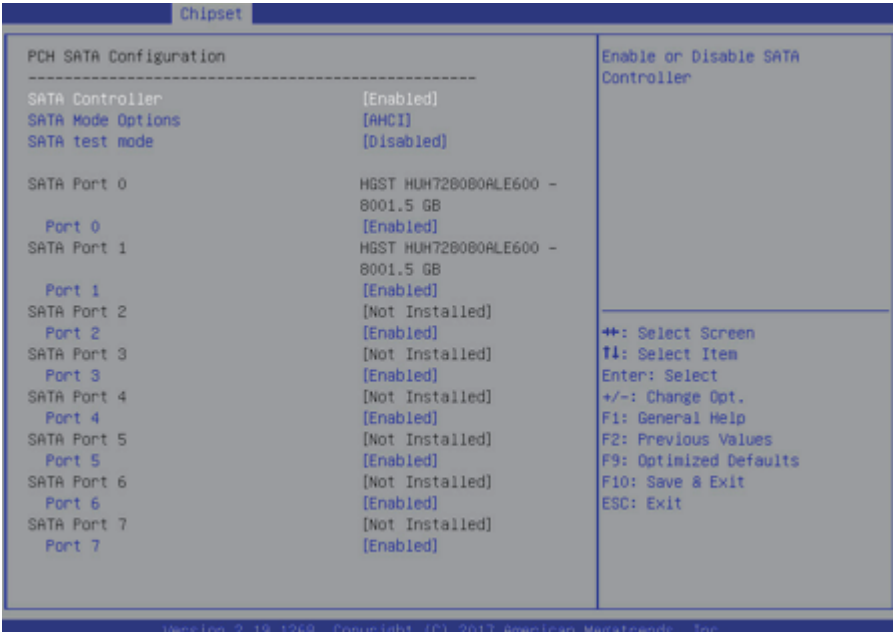 Chipset
PCH SATA Configuration
--------------------------------------------------
SATA Controller [Enabled]
SATA Mode Options [AHCI]
SATA test mode [Disabled]
SATA Port 0 HGST HUH728080ALE600 -
8001.5 GB
Port 0 [Enabled]
SATA Port 1 HGST HUH728080ALE600 -
8001.5 GB
Port 1 [Enabled]
SATA Port 2 [Not Installed]
Port 2 [Enabled]
SATA Port 3 [Not Installed]
Port 3 [Enabled]
SATA Port 4 [Not Installed]
Port 4 [Enabled]
SATA Port 5 [Not Installed]
Port 5 [Enabled]
SATA Port 6 [Not Installed]
Port 6 [Enabled]
SATA Port 7 [Not Installed]
Port 7 [Enabled]
Enable or Disable SATA
Controller
→←: Select Screen
↑↓: Select Item
Enter: Select
+/-: Change Opt.
F1: General Help
F2: Previous Values
F9: Optimized Defaults
F10: Save & Exit
ESC: Exit
Version 2.19.1269. Copyright (C) 2017 American Megatrends, Inc.